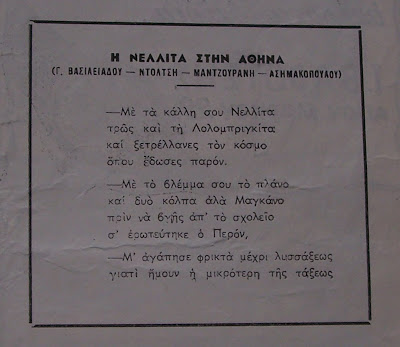 Η ΝΕΛΛΙΤΑ ΣΤΗΝ ΑΘΗΝΑ
(Γ. ΒΑΣΙΛΕΙΑΔΟΥ — ΝΤΟΛΤΣΗ — ΜΑΝΤΖΟΥΡΑΝΗ — ΑΣΗΜΑΚΟΠΟΥΛΟΥ)
—Μὲ τὰ κάλλη σου Νελλίτα
τρῶς καὶ τὴ Λολομπριγκίτα
καὶ ξετρέλλανες τὸν κόσμο
ὅπου ἔδωσες παρόν.
—Μὲ τὸ βλέμμα σου τὸ πλάνο
καὶ δυὸ κόλπα ἀλὰ Μαγκάνο
πρὶν νὰ βγῆς ἀπ' τὸ σχολεῖο
σ' ἐρωτεύτηκε ὁ Περόν,
—Μ' ἀγάπησε φρικτὰ μέχρι λυσσάξεως
γιατὶ ἤμουν ἡ μικρότερη τῆς τάξεως